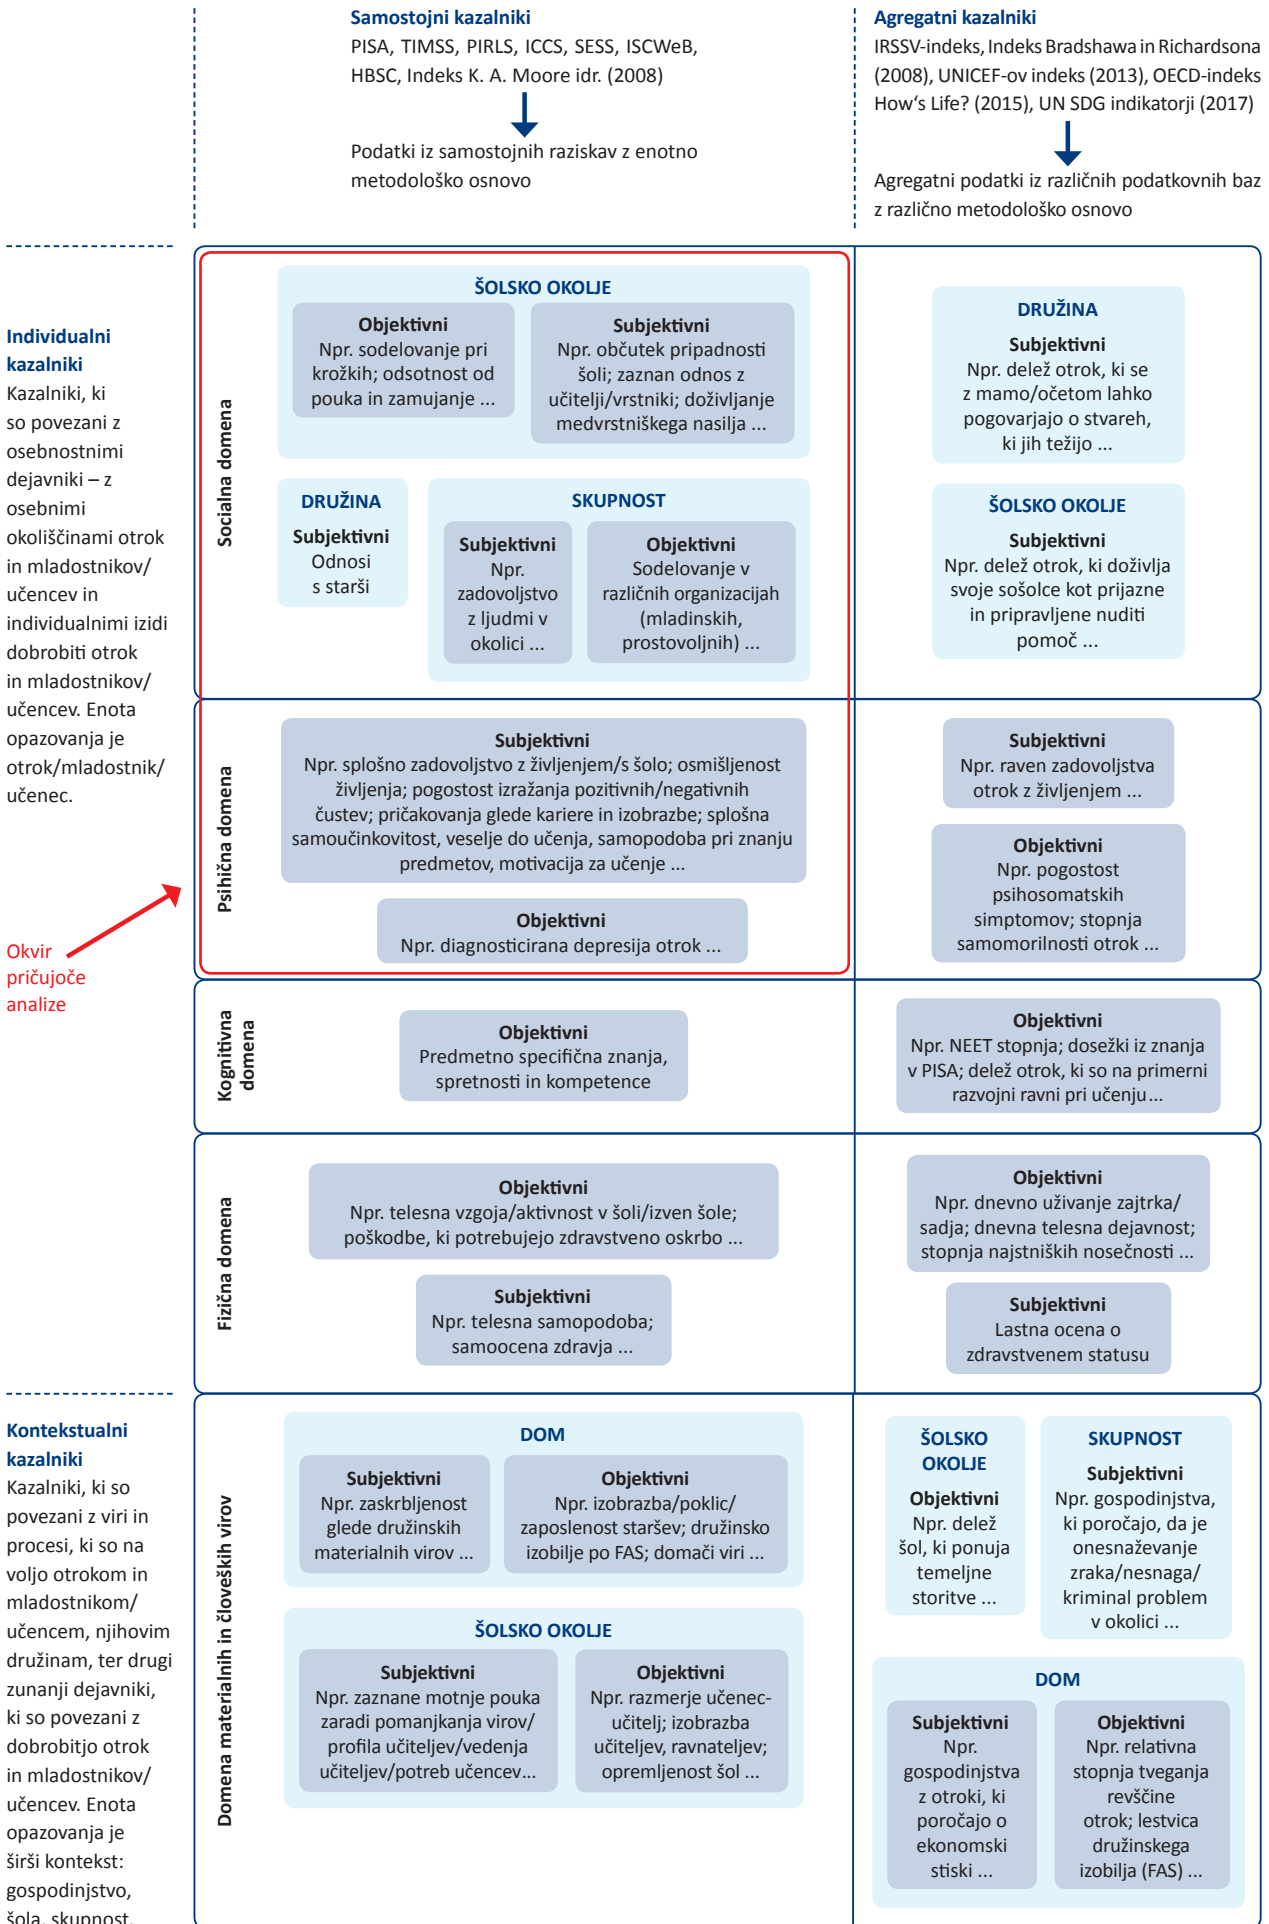 Samostojni kazalniki
PISA, TIMSS, PIRLS, ICCS, SESS, ISCWeB,
HBSC, Indeks K. A. Moore idr. (2008)
Podatki iz samostojnih raziskav z enotno
metodološko osnovo
Agregatni kazalniki
IRSSV-indeks, Indeks Bradshawa in Richardsona
(2008), UNICEF-ov indeks (2013), OECD-indeks
How‘s Life? (2015), UN SDG indikatorji (2017)
Agregatni podatki iz različnih podatkovnih baz
z različno metodološko osnovo
Individualni
kazalniki
Kazalniki, ki
so povezani z
osebnostnimi
dejavniki – z
osebnimi
okoliščinami otrok
in mladostnikov/
učencev in
individualnimi izidi
dobrobiti otrok
in mladostnikov/
učencev. Enota
opazovanja je
otrok/mladostnik/
učenec.
Okvir
pričujoče
analize
Socialna domena
ŠOLSKO OKOLJE
Objektivni
Npr. sodelovanje pri
krožkih; odsotnost od
pouka in zamujanje ...
Subjektivni
Npr. občutek pripadnosti
šoli; zaznan odnos z
učitelji/vrstniki; doživljanje
medvrstniškega nasilja ...
DRUŽINA
Subjektivni
Odnosi
s starši
SKUPNOST
Subjektivni
Npr.
zadovoljstvo
z ljudmi v
okolici ...
Objektivni
Sodelovanje v
različnih organizacijah
(mladinskih,
prostovoljnih) ...
DRUŽINA
Subjektivni
Npr. delež otrok, ki se
z mamo/očetom lahko
pogovarjajo o stvareh,
ki jih težijo ...
ŠOLSKO OKOLJE
Subjektivni
Npr. delež otrok, ki doživlja
svoje sošolce kot prijazne
in pripravljene nuditi
pomoč ...
Psihična domena
Subjektivni
Npr. splošno zadovoljstvo z življenjem/s šolo; osmišljenost
življenja; pogostost izražanja pozitivnih/negativnih
čustev; pričakovanja glede kariere in izobrazbe; splošna
samoučinkovitost, veselje do učenja, samopodoba pri znanju
predmetov, motivacija za učenje ...
Objektivni
Npr. diagnosticirana depresija otrok ...
Subjektivni
Npr. raven zadovoljstva
otrok z življenjem ...
Objektivni
Npr. pogostost
psihosomatskih
simptomov; stopnja
samomorilnosti otrok ...
Kognitivna
domena
Objektivni
Predmetno specifična znanja,
spretnosti in kompetence
Objektivni
Npr. NEET stopnja; dosežki iz znanja
v PISA; delež otrok, ki so na primerni
razvojni ravni pri učenju...
Fizična domena
Objektivni
Npr. telesna vzgoja/aktivnost v šoli/izven šole;
poškodbe, ki potrebujejo zdravstveno oskrbo ...
Subjektivni
Npr. telesna samopodoba;
samoocena zdravja ...
Objektivni
Npr. dnevno uživanje zajtrka/
sadja; dnevna telesna dejavnost;
stopnja najstniških nosečnosti ...
Subjektivni
Lastna ocena o
zdravstvenem statusu
Kontekstualni
kazalniki
Kazalniki, ki so
povezani z viri in
procesi, ki so na
voljo otrokom in
mladostnikom/
učencem, njihovim
družinam, ter drugi
zunanji dejavniki,
ki so povezani z
dobrobitjo otrok
in mladostnikov/
učencev. Enota
opazovanja je
širši kontekst:
gospodinjstvo,
šola, skupnost.
Domena materialnih in človeških virov
DOM
Subjektivni
Npr. zaskrbljenost
glede družinskih
materialnih virov ...
Objektivni
Npr. izobrazba/poklic/
zaposlenost staršev; družinsko
izobilje po FAS; domači viri ...
ŠOLSKO OKOLJE
Subjektivni
Npr. zaznane motnje pouka
zaradi pomanjkanja virov/
profila učiteljev/vedenja
učiteljev/potreb učencev...
Objektivni
Npr. razmerje učenec-
učitelj; izobrazba
učiteljev, ravnateljev;
opremljenost šol ...
ŠOLSKO
OKOLJE
Objektivni
Npr. delež
šol, ki ponuja
temeljne
storitve ...
SKUPNOST
Subjektivni
Npr. gospodinjstva,
ki poročajo, da je
onesnaževanje
zraka/nesnaga/
kriminal problem
v okolici ...
DOM
Subjektivni
Npr.
gospodinjstva
z otroki, ki
poročajo o
ekonomski
stiski ...
Objektivni
Npr. relativna
stopnja tveganja
revščine
otrok; lestvica
družinskega
izobilja (FAS) ...